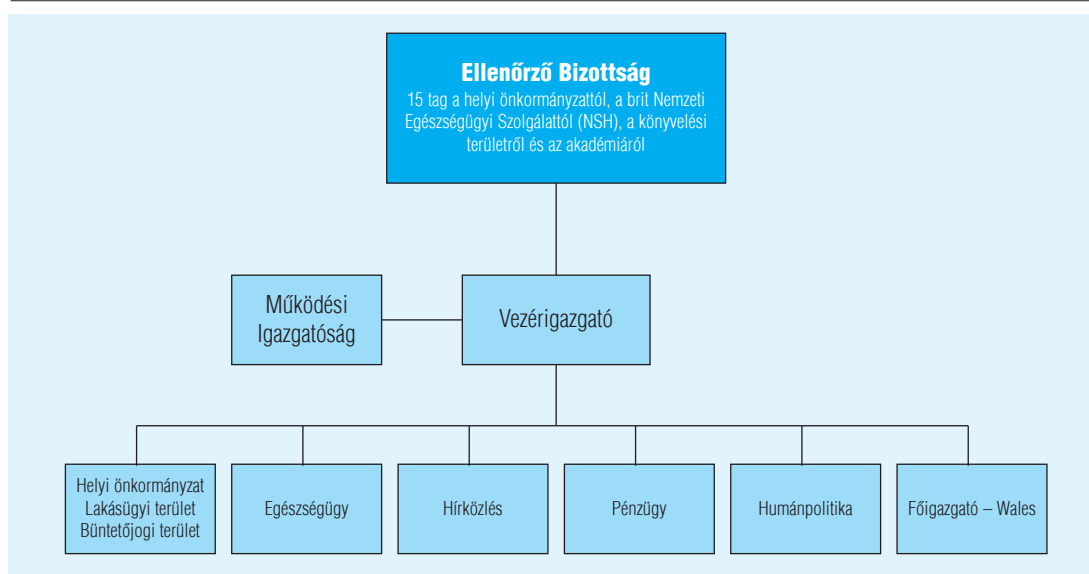 Ellenőrző Bizottság
15 tag a helyi önkormányzattól, a brit Nemzeti
Egészségügyi Szolgálattól (NSH), a könyvelési
területről és az akadémiáról
Működési
Igazgatóság
Vezérigazgató
Helyi önkormányzat
Lakásügyi terület
Büntetőjogi terület
Egészségügy
Hírközlés
Pénzügy
Humánpolitika
Főigazgató – Wales